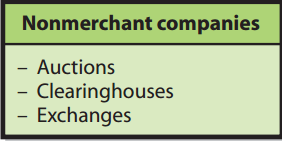 Nonmerchant companies
– Auctions
– Clearinghouses
– Exchanges